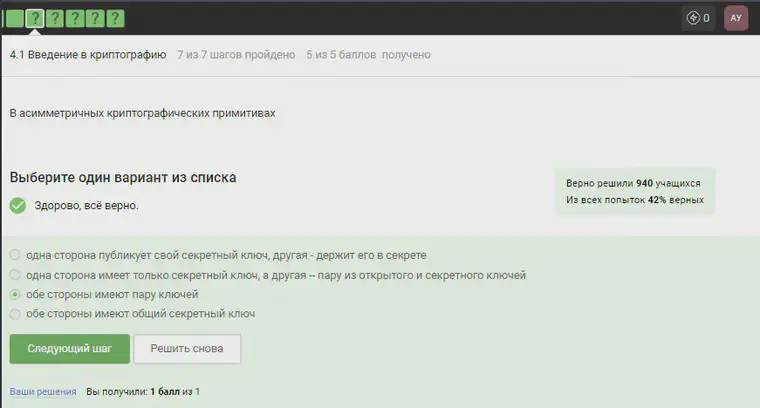 ? ? ? ? ?
0
АУ
4.1 Введение в криптографию 7 из 7 шагов пройдено 5 из 5 баллов получено
В асимметричных криптографических примитивах
Выберите один вариант из списка
Здорово, всё верно.
Верно решили 940 учащихся
Из всех попыток 42% верных
одна сторона публикует свой секретный ключ, другая - держит его в секрете
одна сторона имеет только секретный ключ, а другая -- пару из открытого и секретного ключей
обе стороны имеют пару ключей
обе стороны имеют общий секретный ключ
Следующий шаг Решить снова
Ваши решения Вы получили: 1 балл из 1